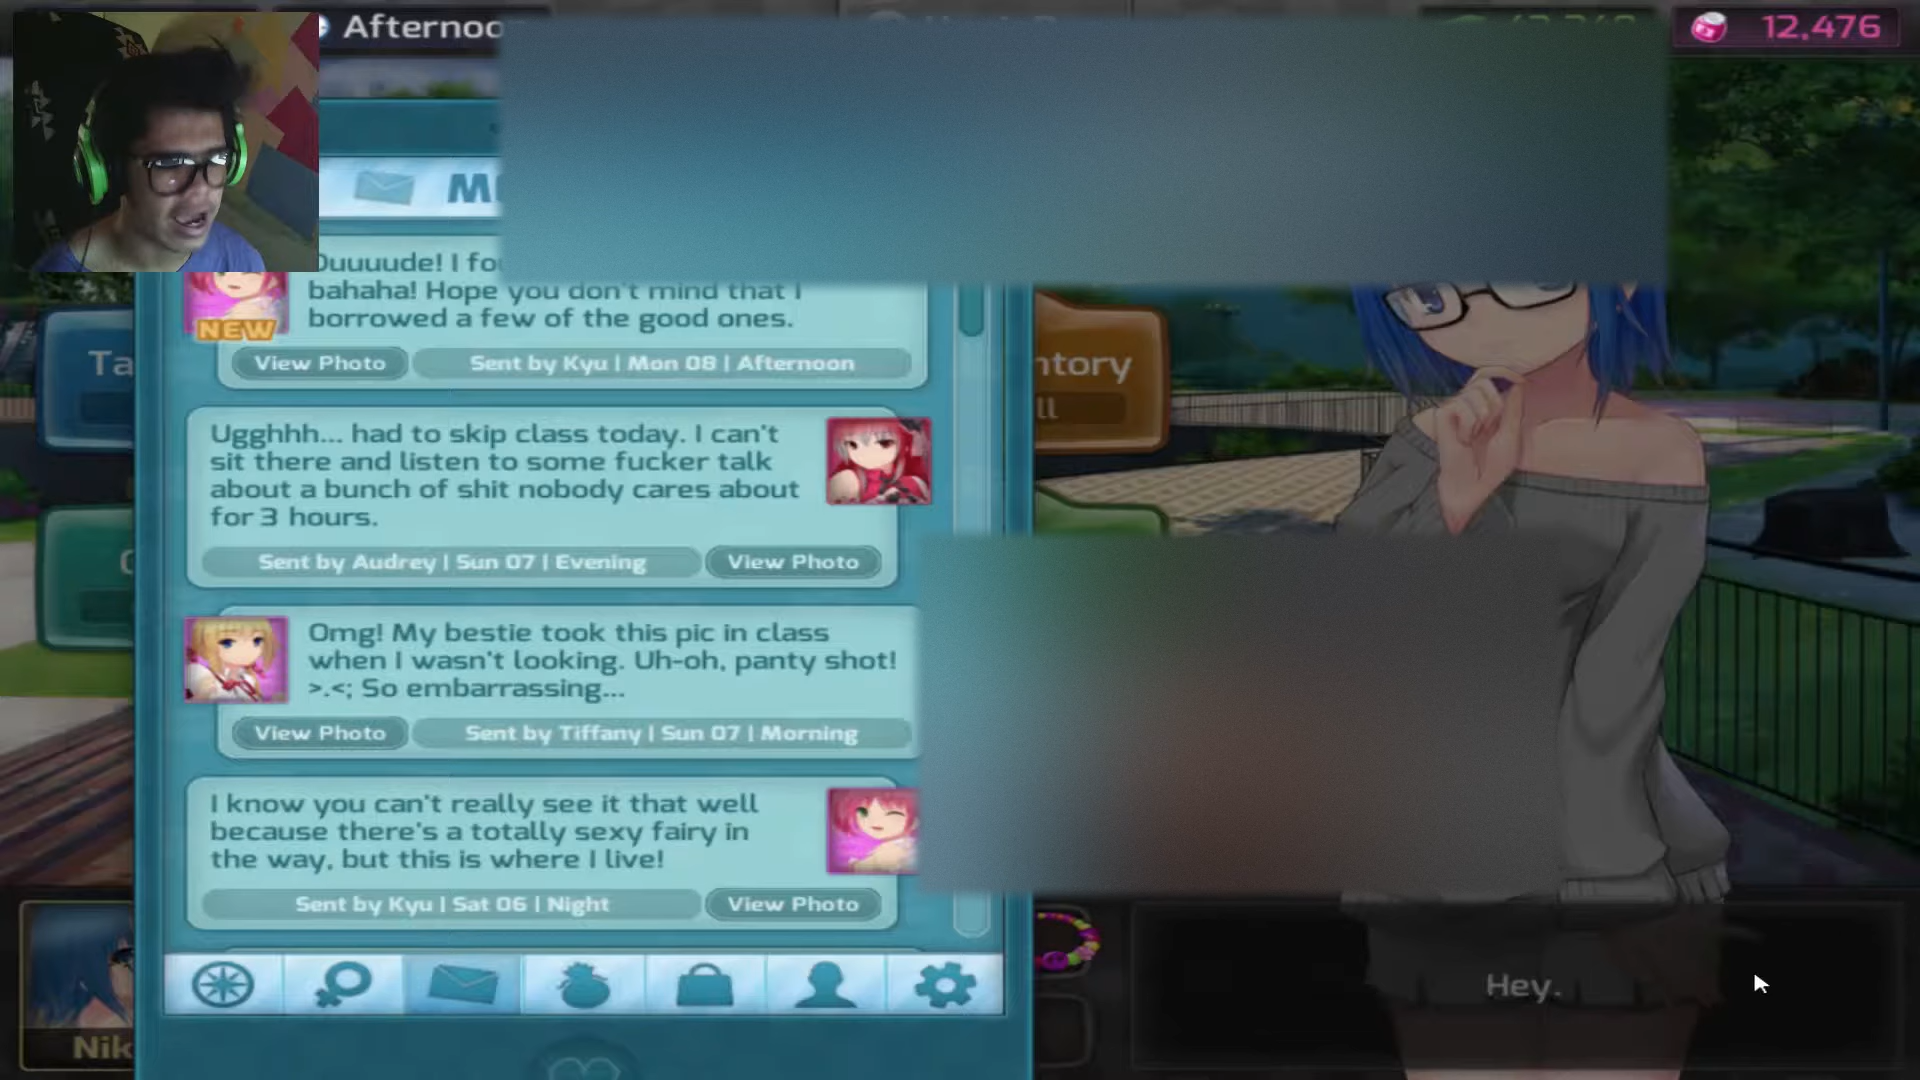 Afternoo
12,476
Duuuude! I fou
bahaha! Hope you don't mind that I
borrowed a few of the good ones.
NEW
View Photo
Sent by Kyu | Mon 08 | Afternoon
Ta
ntory
Ugghhh... had to skip class today. I can't
sit there and listen to some fucker talk
about a bunch of shit nobody cares about
for 3 hours.
Sent by Audrey | Sun 07 | Evening
View Photo
Omg! My bestie took this pic in class
when I wasn't looking. Uh-oh, panty shot!
>.<; So embarrassing...
View Photo
Sent by Tiffany | Sun 07 | Morning
I know you can't really see it that well
because there's a totally sexy fairy in
the way, but this is where I live!
Sent by Kyu | Sat 06 | Night
View Photo
Hey.
Nik